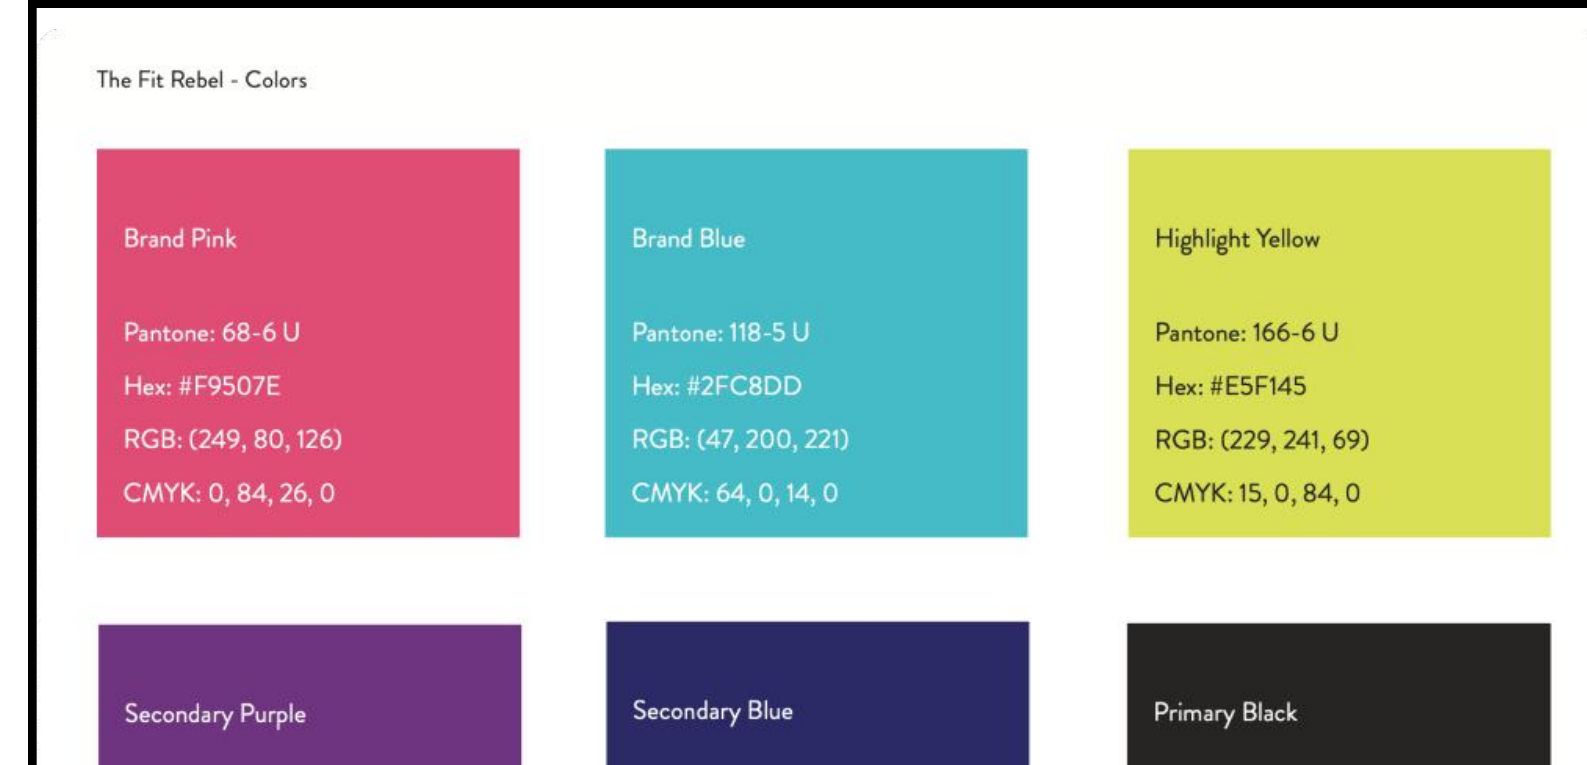 The Fit Rebel - Colors
Brand Pink
Pantone: 68-6 U
Hex: #F9507E
RGB: (249, 80, 126)
CMYK: 0, 84, 26, 0
Brand Blue
Pantone: 118-5 U
Hex: #2FC8DD
RGB: (47, 200, 221)
CMYK: 64, 0, 14, 0
Highlight Yellow
Pantone: 166-6 U
Hex: #E5F145
RGB: (229, 241, 69)
CMYK: 15, 0, 84, 0
Secondary Purple
Secondary Blue
Primary Black